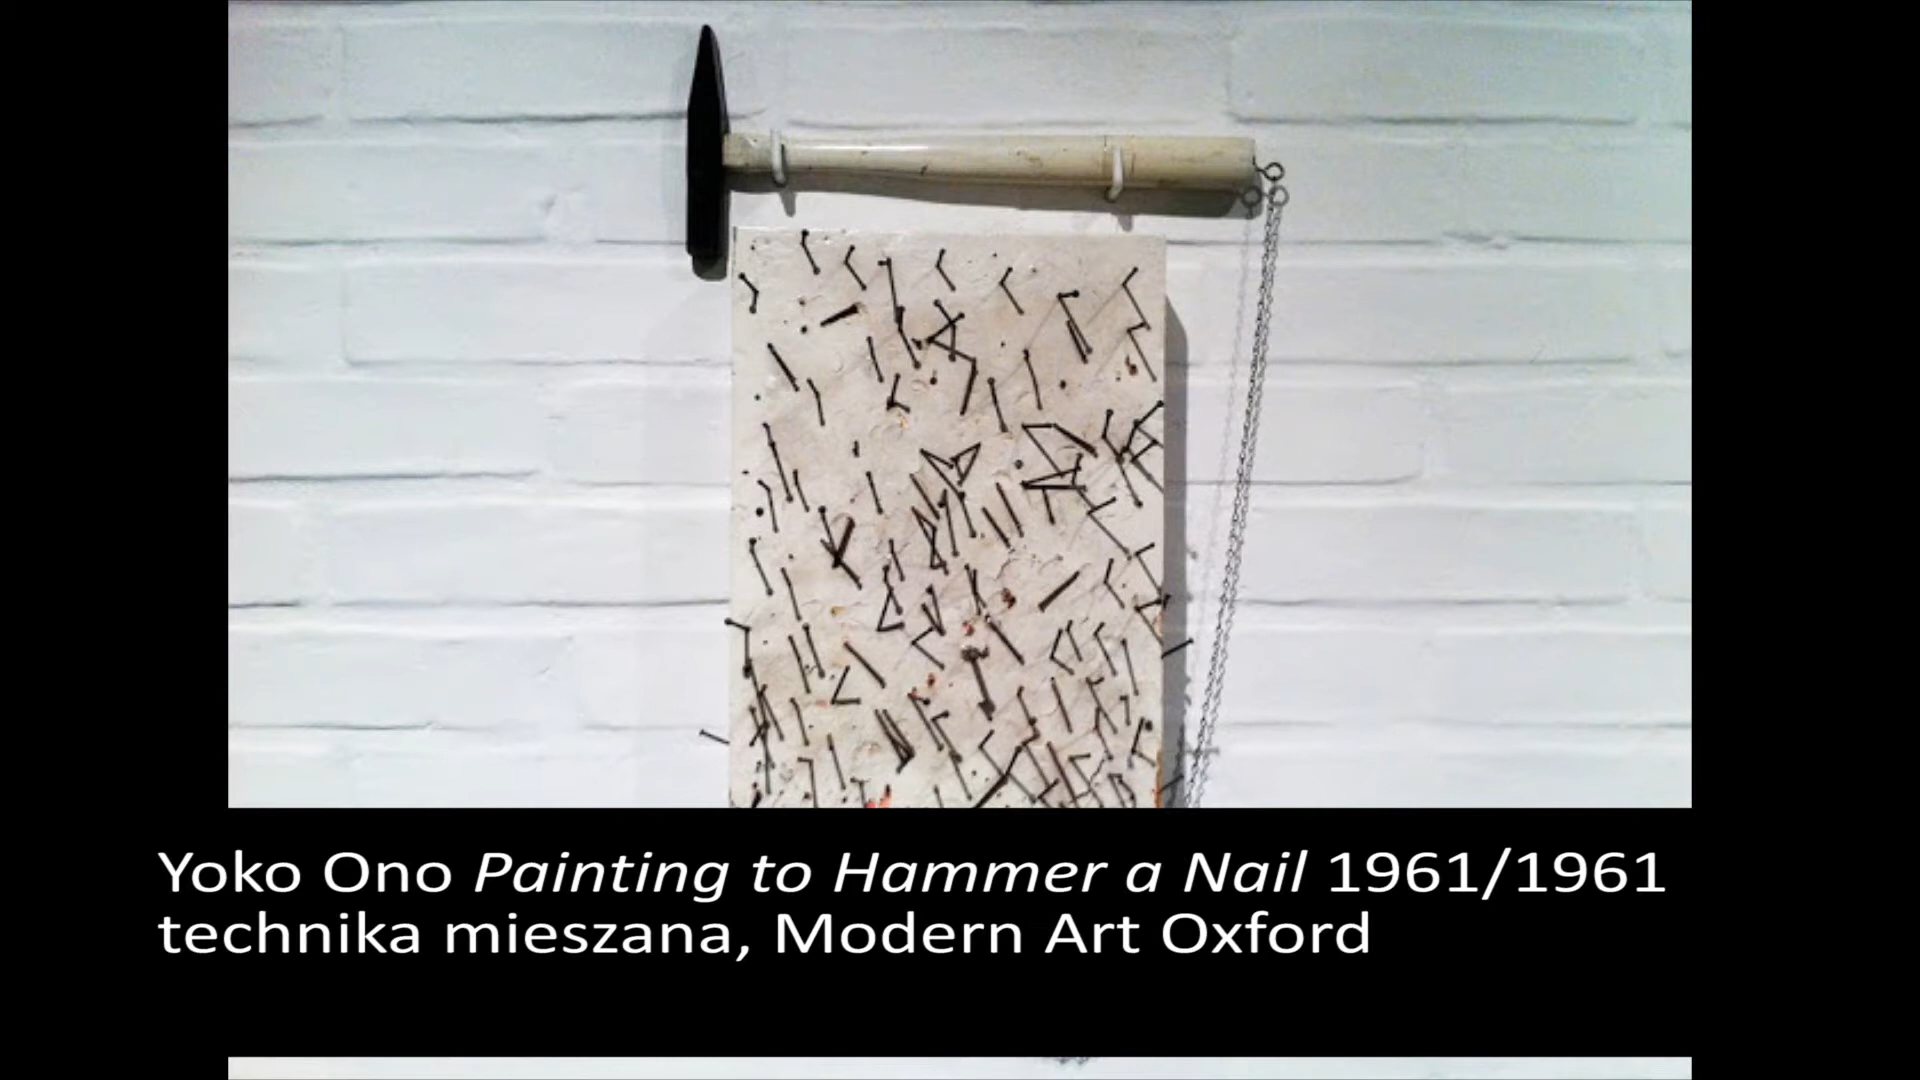 Yoko Ono Painting to Hammer a Nail 1961/1961
technika mieszana, Modern Art Oxford